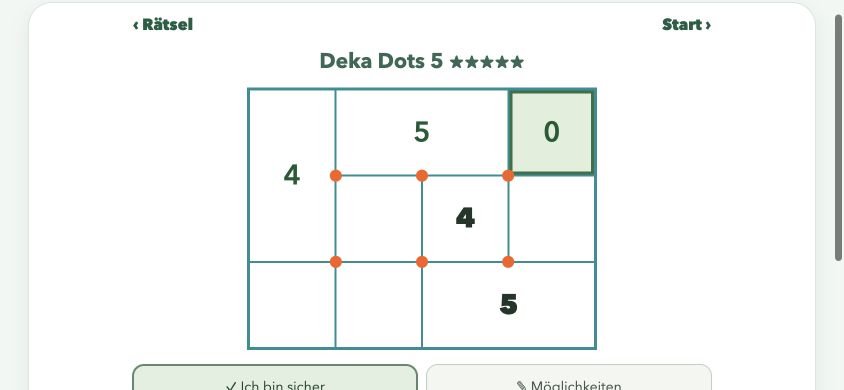 ‹ Rätsel
Start ›
Deka Dots 5 ★★★★★
5
0
4
4
5
✓ Ich bin sicher
✎ Möglichkeiten